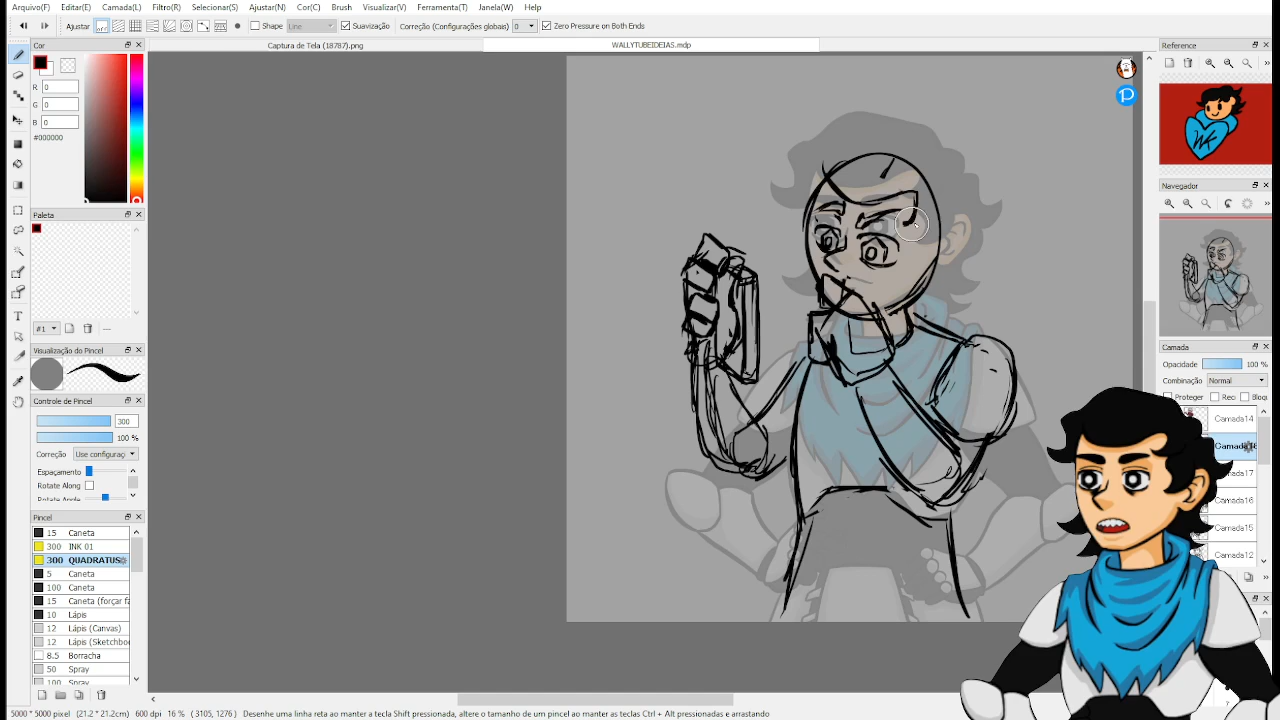 Arquivo(F) Editar(E) Camada(L) Filtro(R) Selecionar(S) Ajustar(N) Cor(C) Brush Visualizar(V) Ferramenta(T) Janela(W) Help
Ajustar Shape Line Suavização Correção (Configurações globais) 0 Zero Pressure on Both Ends
Cor Captura de Tela (18787).png WALLYTUBEIDEIAS.mdp Reference
R 0
G 0
B 0
#000000
Navegador
Paleta
#1
Visualização do Pincel
Controle de Pincel
300
100 %
Correção Use configuraç
Espaçamento
Rotate Along
Rotate Angle
Pincel
15 Caneta
300 INK 01
300 QUADRATUS
5 Caneta
100 Caneta
15 Caneta (forçar fa
10 Lápis
12 Lápis (Canvas)
12 Lápis (Sketchboo
8.5 Borracha
50 Spray
100 Spray
Camada
Opacidade 100 %
Combinação Normal
Proteger Rec Bloq
Camada14
Camada17
Camada16
Camada15
Camada12
5000 * 5000 pixel (21.2 * 21.2cm) 600 dpi 16 % ( 3105, 1276 ) Desenhe uma linha reta ao manter a tecla Shift pressionada, altere o tamanho de um pincel ao manter as teclas Ctrl + Alt pressionadas e arrastando